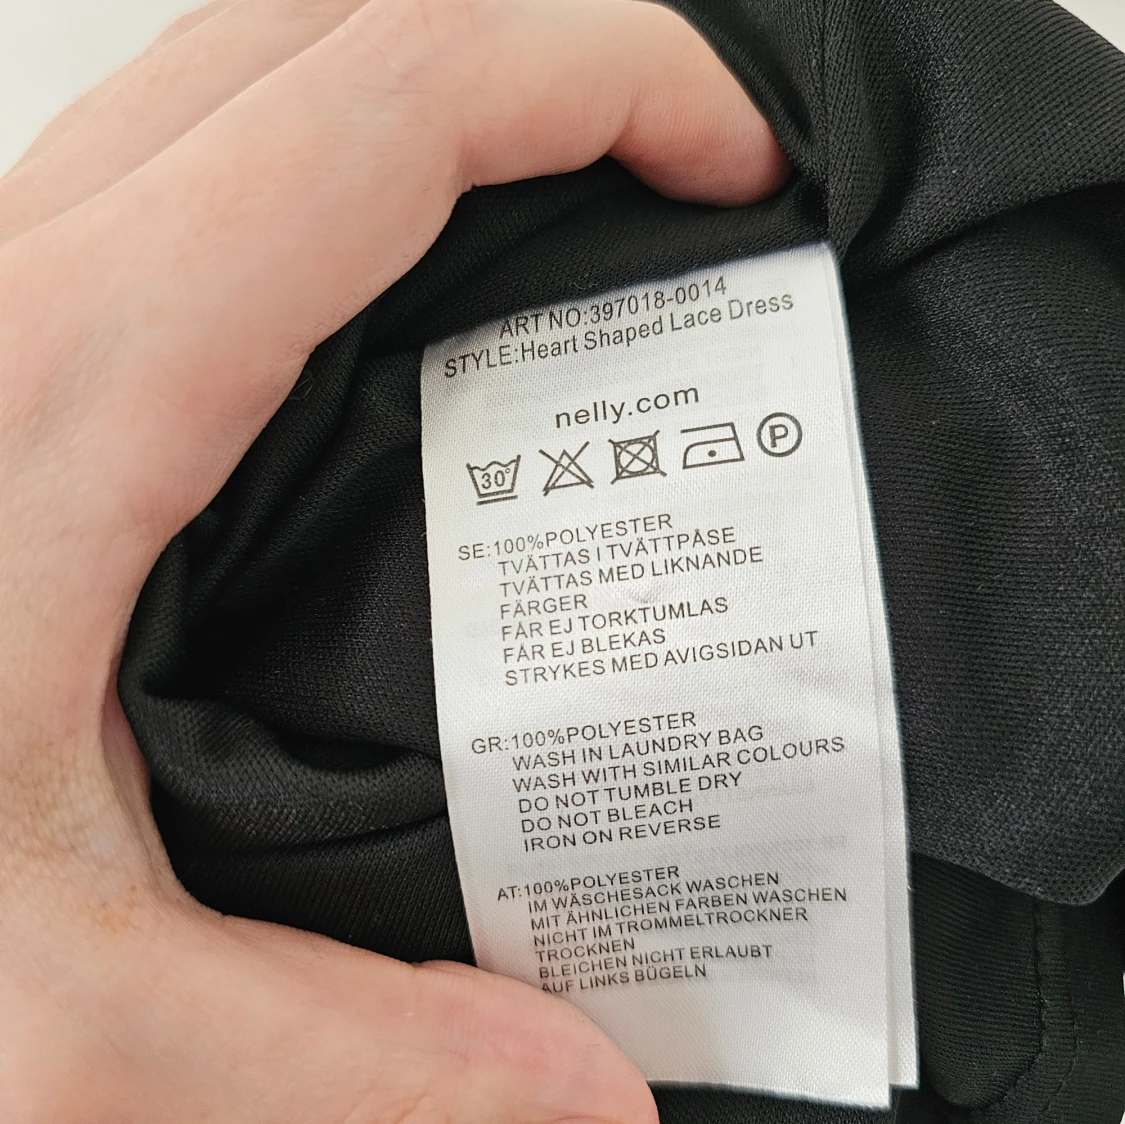 ART NO:397018-0014
STYLE:Heart Shaped Lace Dress
nelly.com
30° P
SE:100%POLYESTER
TVÄTTAS I TVÄTTPÅSE
TVÄTTAS MED LIKNANDE
FÄRGER
FÅR EJ TORKTUMLAS
FÅR EJ BLEKAS
STRYKES MED AVIGSIDAN UT
GR:100%POLYESTER
WASH IN LAUNDRY BAG
WASH WITH SIMILAR COLOURS
DO NOT TUMBLE DRY
DO NOT BLEACH
IRON ON REVERSE
AT:100%POLYESTER
IM WÄSCHESACK WASCHEN
MIT ÄHNLICHEN FARBEN WASCHEN
NICHT IM TROMMELTROCKNER
TROCKNEN
BLEICHEN NICHT ERLAUBT
AUF LINKS BÜGELN